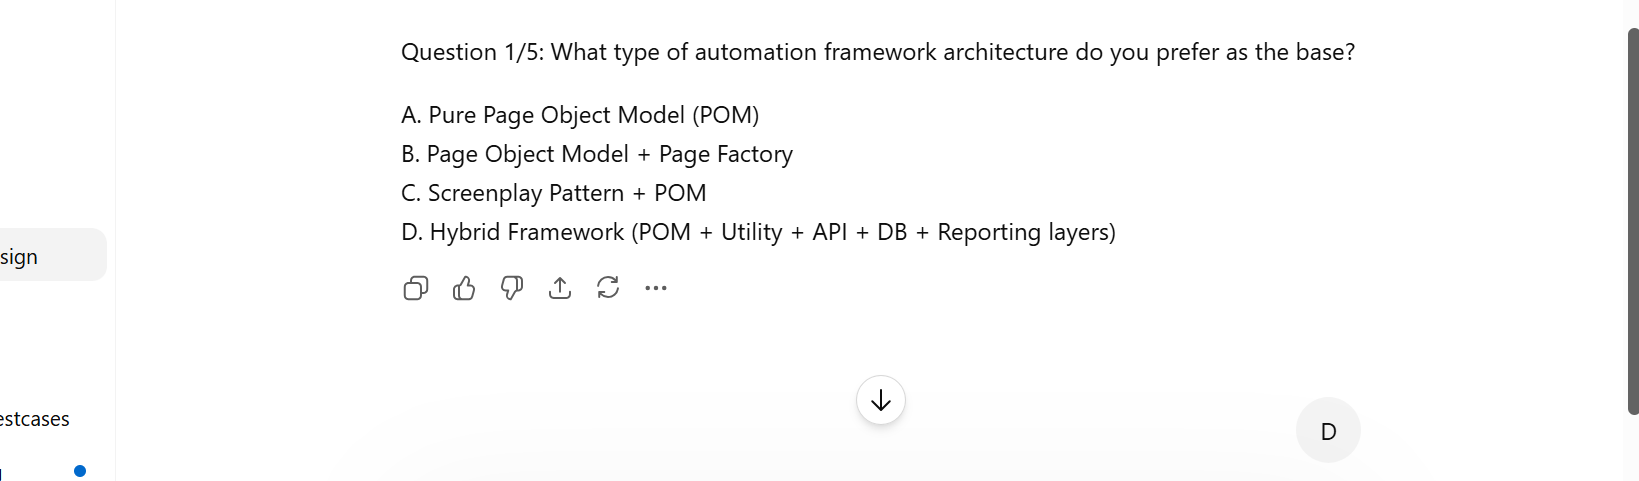 Question 1/5: What type of automation framework architecture do you prefer as the base?
A. Pure Page Object Model (POM)
B. Page Object Model + Page Factory
C. Screenplay Pattern + POM
D. Hybrid Framework (POM + Utility + API + DB + Reporting layers)
sign
estcases
D